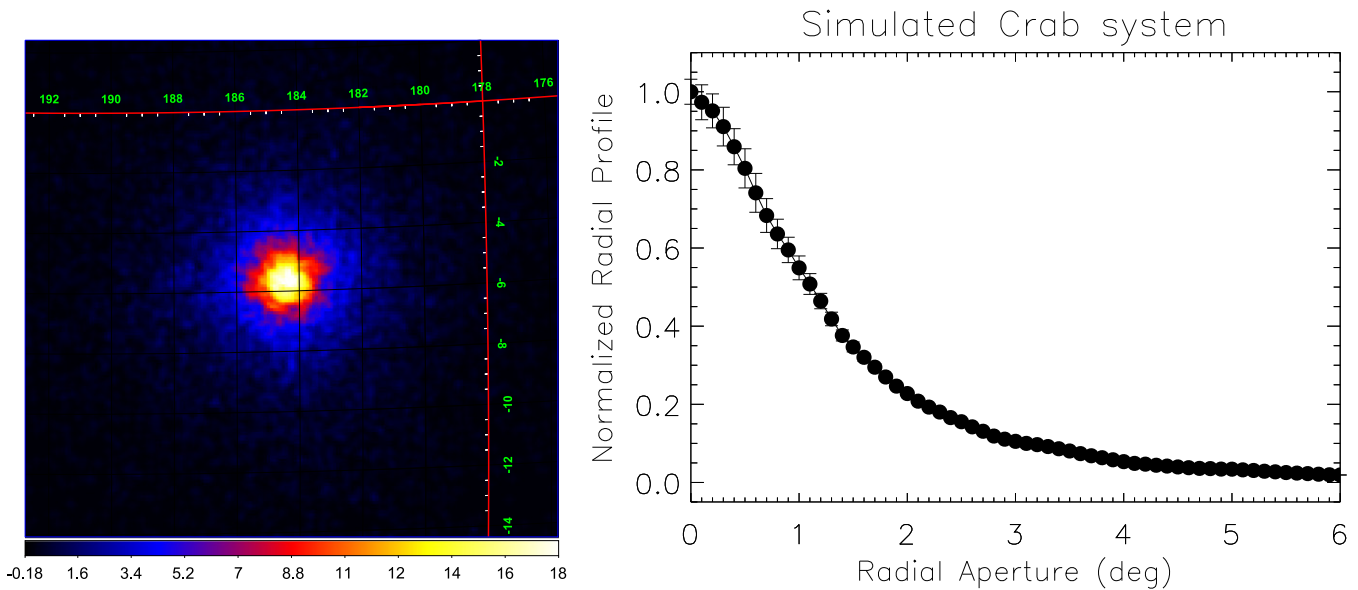 192 190 188 186 184 182 180 178 176
-2
-4
-6
-8
-10
-12
-14
-0.18 1.6 3.4 5.2 7 8.8 11 12 14 16 18
Simulated Crab system
Normalized Radial Profile
1.0
0.8
0.6
0.4
0.2
0.0
0 1 2 3 4 5 6
Radial Aperture (deg)